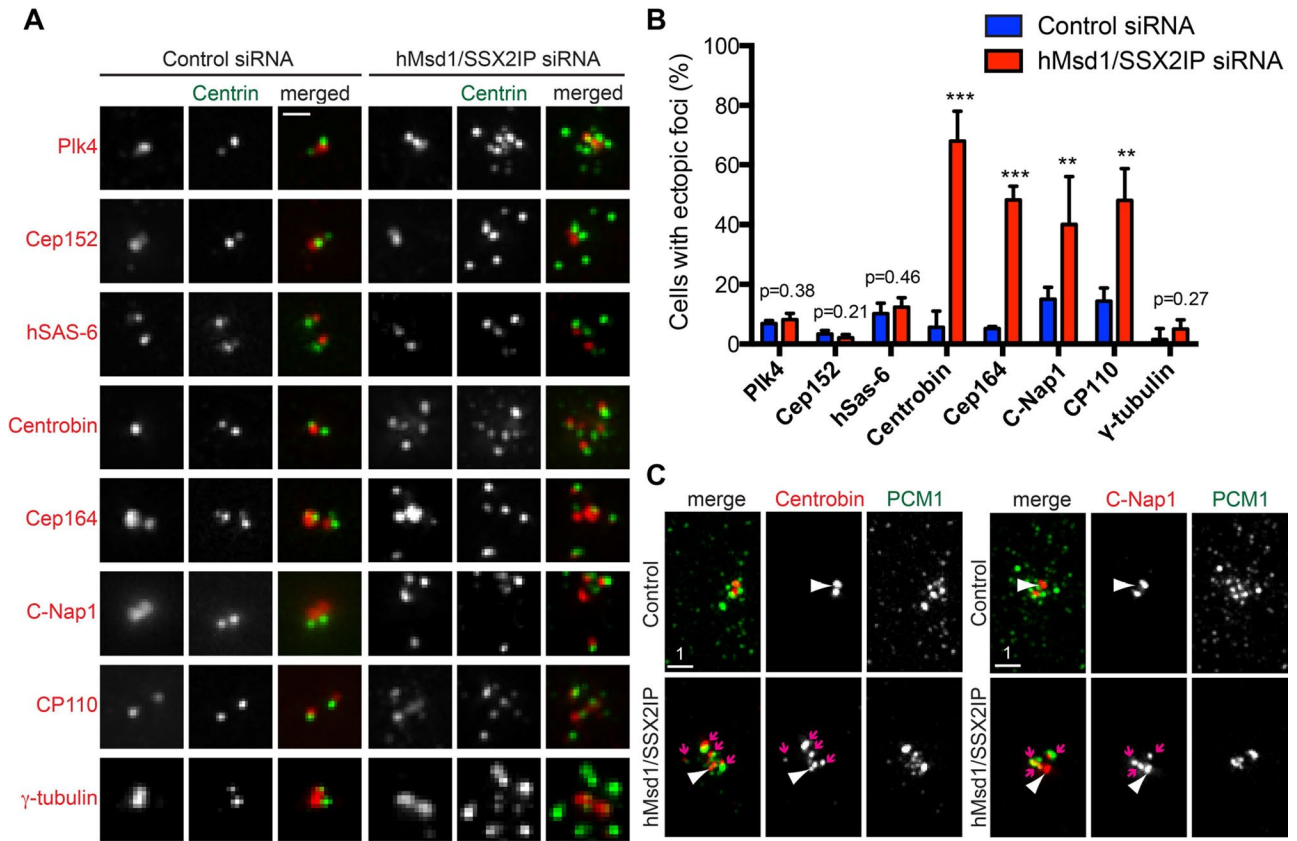 A
Control siRNA
hMsd1/SSX2IP siRNA
Centrin
merged
Centrin
merged
Plk4
Cep152
hSAS-6
Centrobin
Cep164
C-Nap1
CP110
γ-tubulin
B
Control siRNA
hMsd1/SSX2IP siRNA
Cells with ectopic foci (%)
100
80
60
40
20
0
p=0.38
p=0.21
p=0.46
***
***
**
**
p=0.27
Plk4
Cep152
hSas-6
Centrobin
Cep164
C-Nap1
CP110
γ-tubulin
C
merge
Centrobin
PCM1
merge
C-Nap1
PCM1
Control
1
hMsd1/SSX2IP
Control
1
hMsd1/SSX2IP